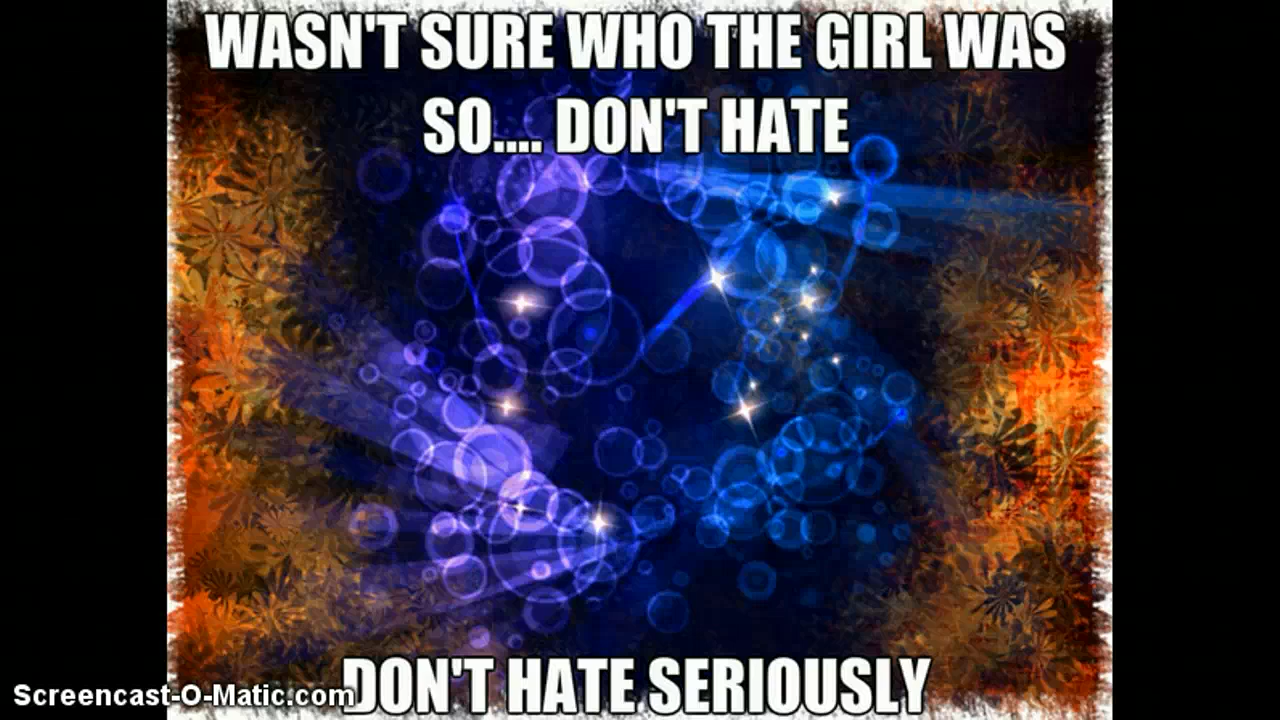 WASN'T SURE WHO THE GIRL WAS
SO.... DON'T HATE
DON'T HATE SERIOUSLY
Screencast-O-Matic.com